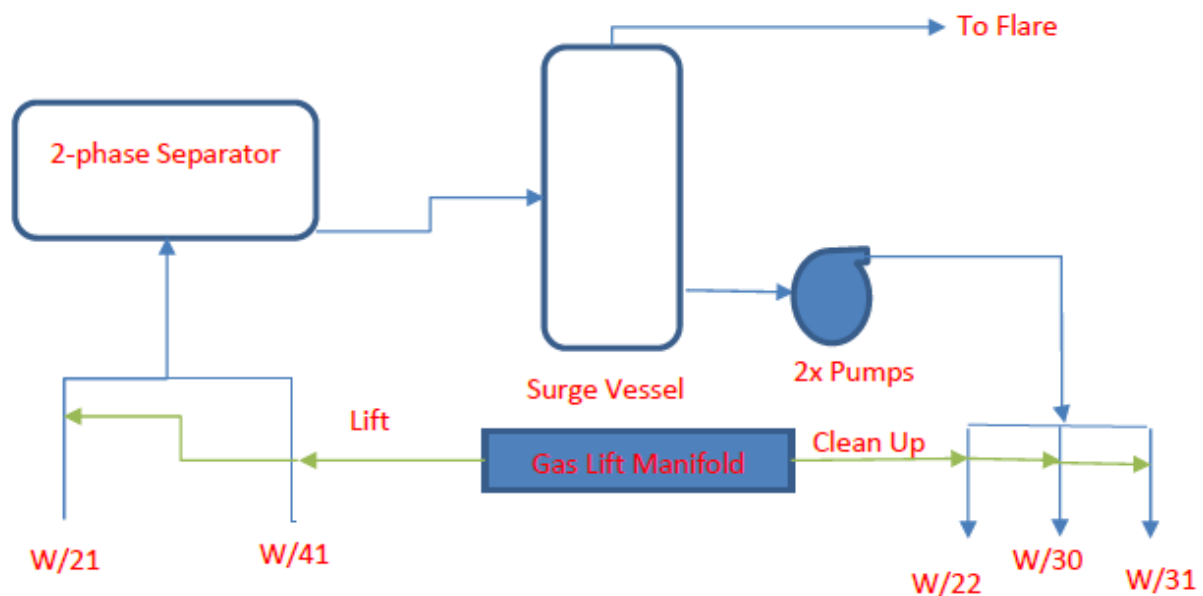 To Flare
2-phase Separator
Surge Vessel
2x Pumps
Lift
Gas Lift Manifold
Clean Up
W/21
W/41
W/22
W/30
W/31